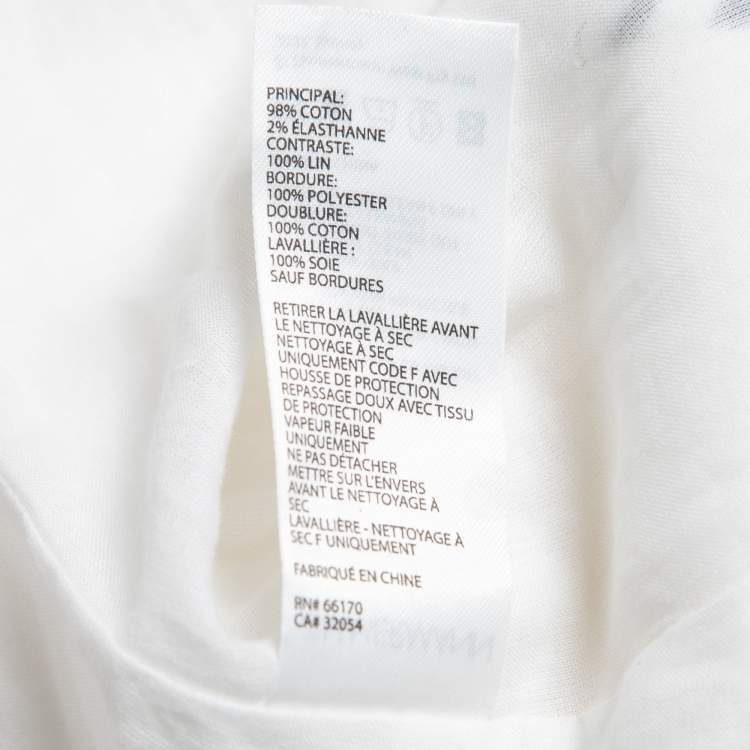 PRINCIPAL:
98% COTON
2% ÉLASTHANNE
CONTRASTE:
100% LIN
BORDURE:
100% POLYESTER
DOUBLURE:
100% COTON
LAVALLIÈRE :
100% SOIE
SAUF BORDURES
RETIRER LA LAVALLIÈRE AVANT
LE NETTOYAGE À SEC
NETTOYAGE À SEC
UNIQUEMENT CODE F AVEC
HOUSSE DE PROTECTION
REPASSAGE DOUX AVEC TISSU
DE PROTECTION
VAPEUR FAIBLE
UNIQUEMENT
NE PAS DÉTACHER
METTRE SUR L'ENVERS
AVANT LE NETTOYAGE À
SEC
LAVALLIÈRE - NETTOYAGE À
SEC F UNIQUEMENT
FABRIQUÉ EN CHINE
RN# 66170
CA# 32054